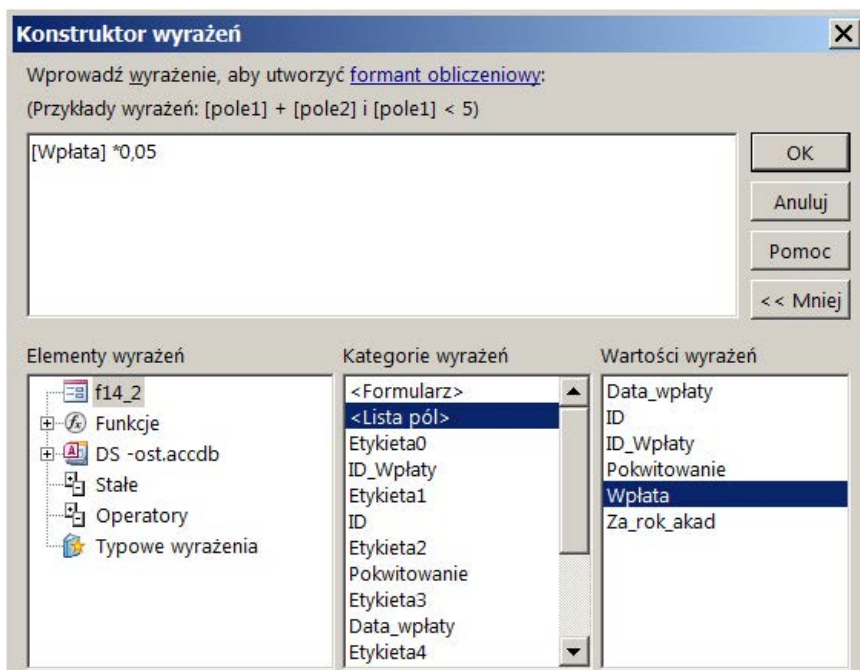 Konstruktor wyrażeń
Wprowadź wyrażenie, aby utworzyć formant obliczeniowy:
(Przykłady wyrażeń: [pole1] + [pole2] i [pole1] < 5)
[Wpłata] *0,05
OK
Anuluj
Pomoc
<< Mniej
Elementy wyrażeń
f14_2
Funkcje
DS -ost.accdb
Stałe
Operatory
Typowe wyrażenia
Kategorie wyrażeń
<Formularz>
<Lista pól>
Etykieta0
ID_Wpłaty
Etykieta1
ID
Etykieta2
Pokwitowanie
Etykieta3
Data_wpłaty
Etykieta4
Wartości wyrażeń
Data_wpłaty
ID
ID_Wpłaty
Pokwitowanie
Wpłata
Za_rok_akad